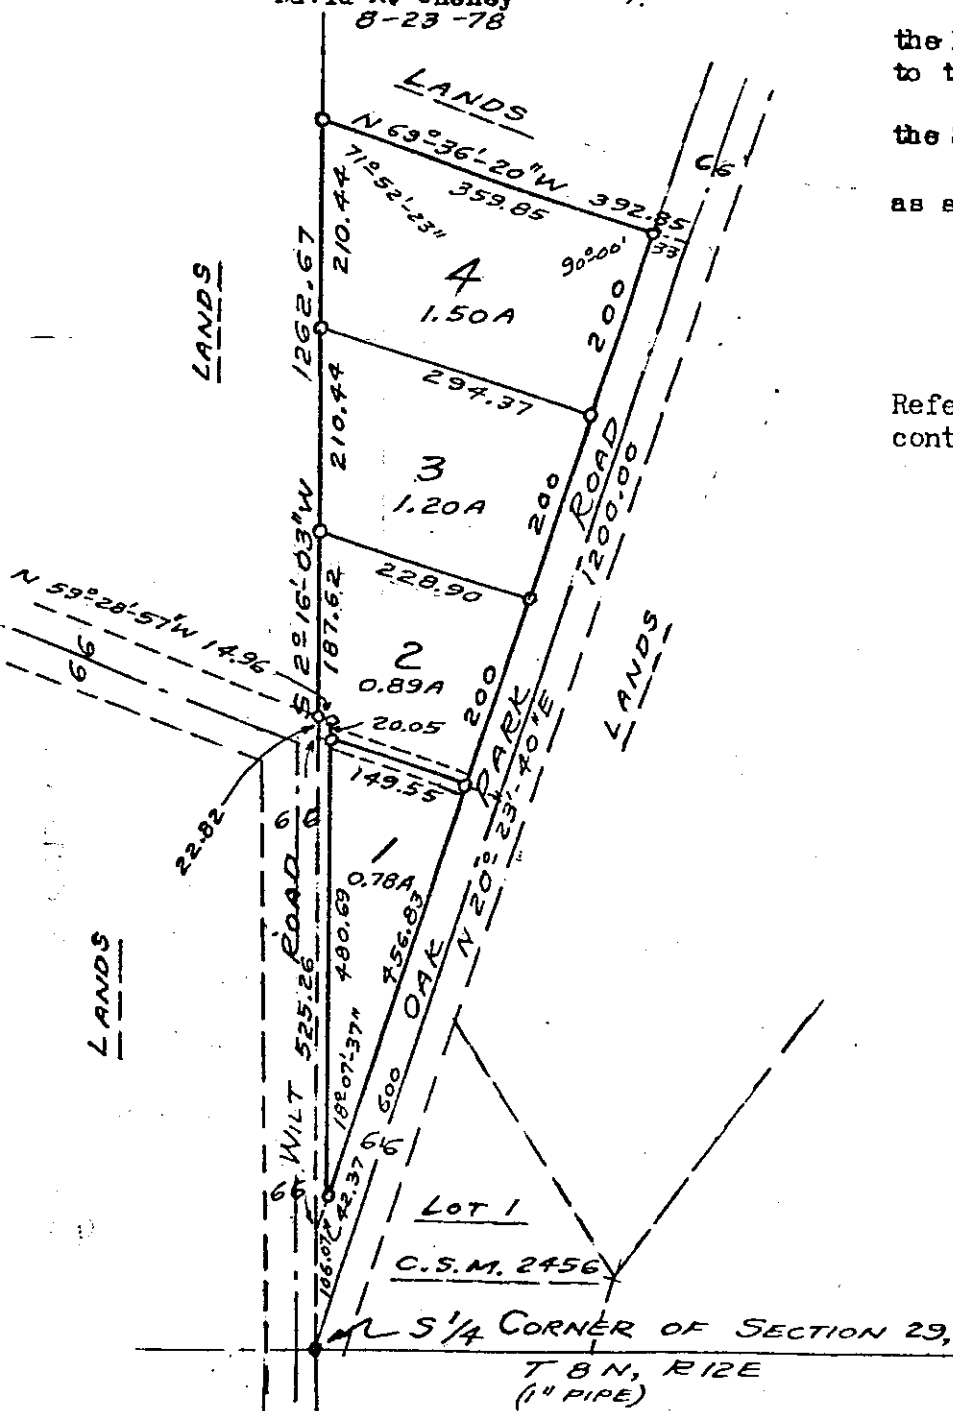 8-23-78
the
to t
the
as s
LANDS
N 69°-36'-20" W
359.85
392.85
66
33
71°-52'-23"
90°-00'
210.44
1262.67
4
1.50 A
200
LANDS
294.37
Refe
cont
210.44
3
1.20 A
200
ROAD
1200.00
228.90
S 2°-16'-03" W
187.62
N 59°-28'-57" W 14.96
66
2
0.89 A
200
LANDS
20.05
149.55
PARK
N 20°-23'-40" E
22.82
66
1
0.78 A
ROAD
480.69
456.83
OAK
LANDS
525.26
18°-07'-37"
600
WILT
66
66
42.37
106.07
LOT 1
C.S.M. 2456
S 1/4 CORNER OF SECTION 29,
T 8 N, R 12 E
(1" PIPE)